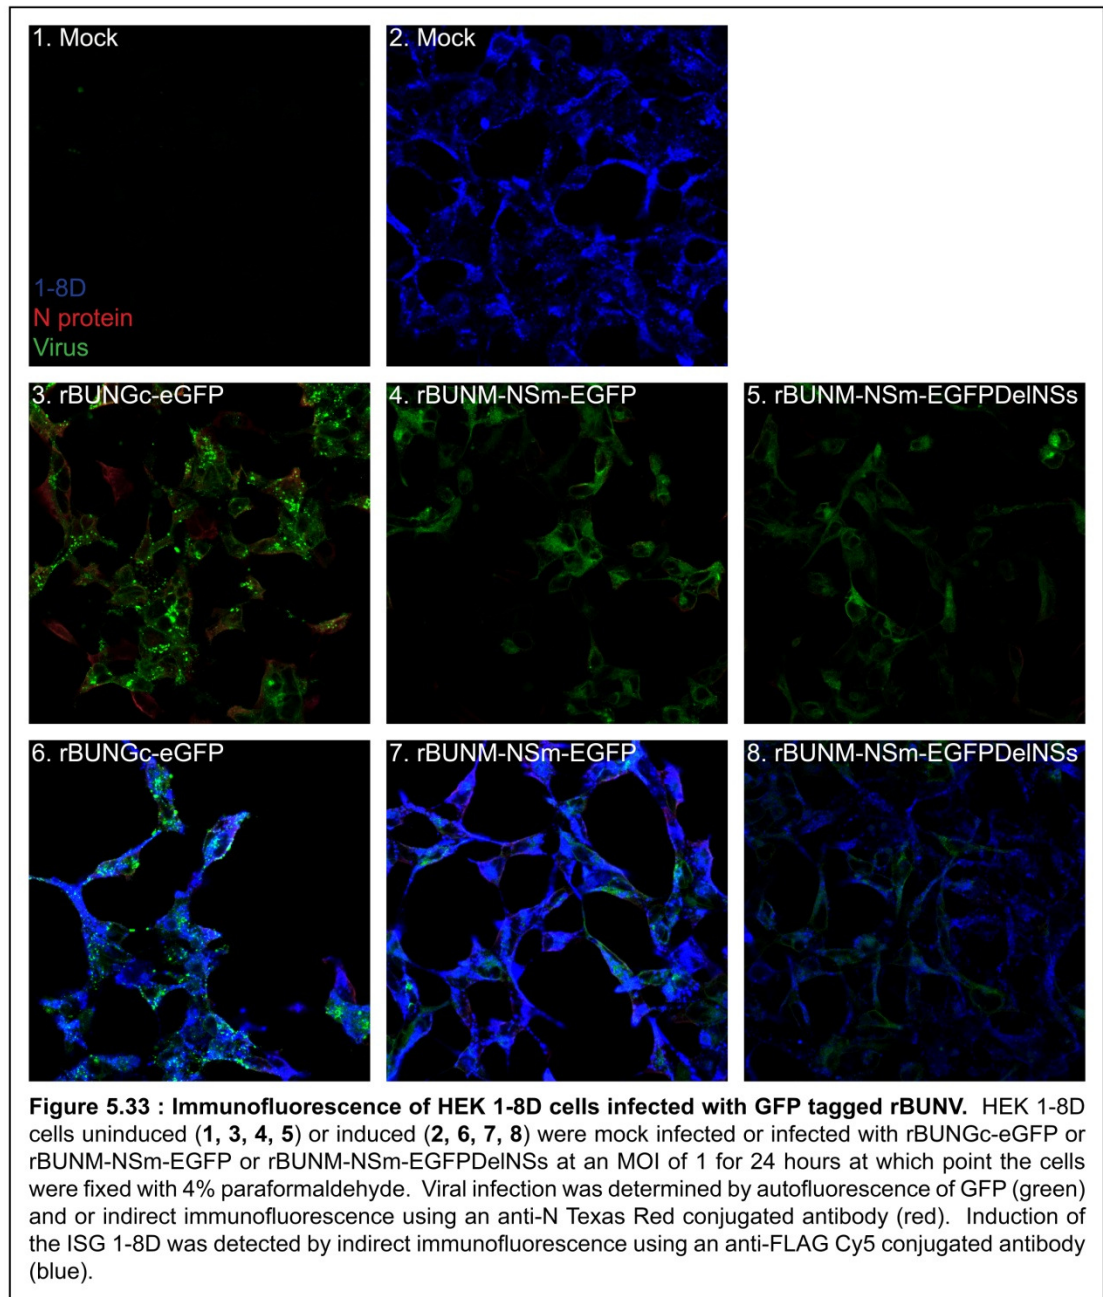 1. Mock
2. Mock
1-8D
N protein
Virus
3. rBUNGc-eGFP
4. rBUNM-NSm-EGFP
5. rBUNM-NSm-EGFPDelNSs
6. rBUNGc-eGFP
7. rBUNM-NSm-EGFP
8. rBUNM-NSm-EGFPDelNSs
Figure 5.33 : Immunofluorescence of HEK 1-8D cells infected with GFP tagged rBUNV. HEK 1-8D
cells uninduced (1, 3, 4, 5) or induced (2, 6, 7, 8) were mock infected or infected with rBUNGc-eGFP or
rBUNM-NSm-EGFP or rBUNM-NSm-EGFPDelNSs at an MOI of 1 for 24 hours at which point the cells
were fixed with 4% paraformaldehyde. Viral infection was determined by autofluorescence of GFP (green)
and or indirect immunofluorescence using an anti-N Texas Red conjugated antibody (red). Induction of
the ISG 1-8D was detected by indirect immunofluorescence using an anti-FLAG Cy5 conjugated antibody
(blue).